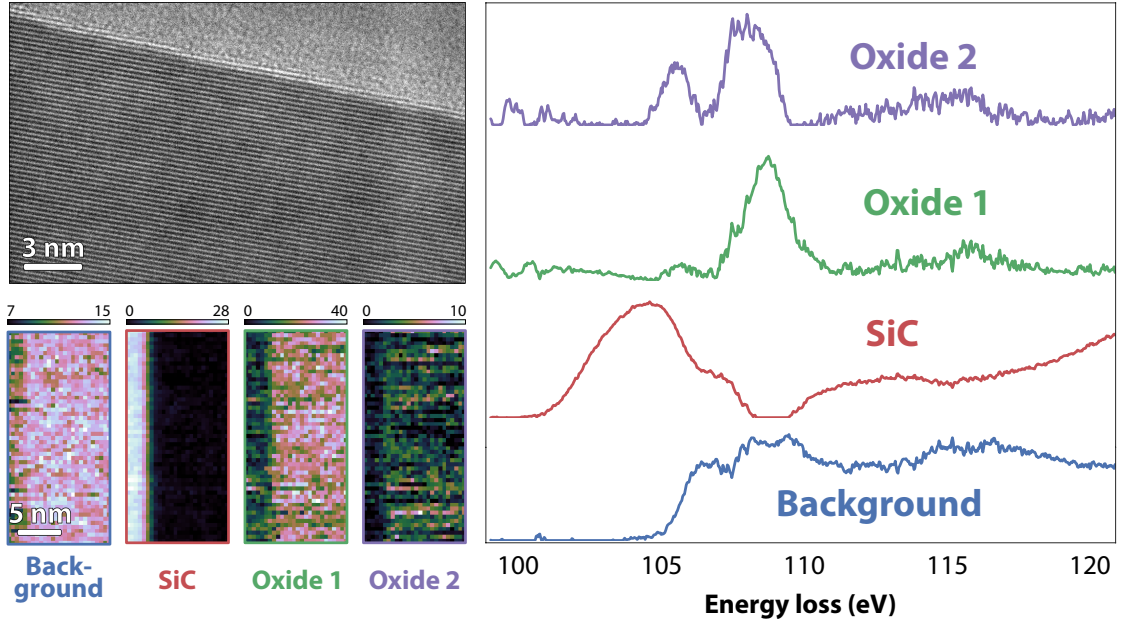 3 nm
7 15
0 28
0 40
0 10
5 nm
Back-
ground
SiC
Oxide 1
Oxide 2
Oxide 2
Oxide 1
SiC
Background
100 105 110 115 120
Energy loss (eV)